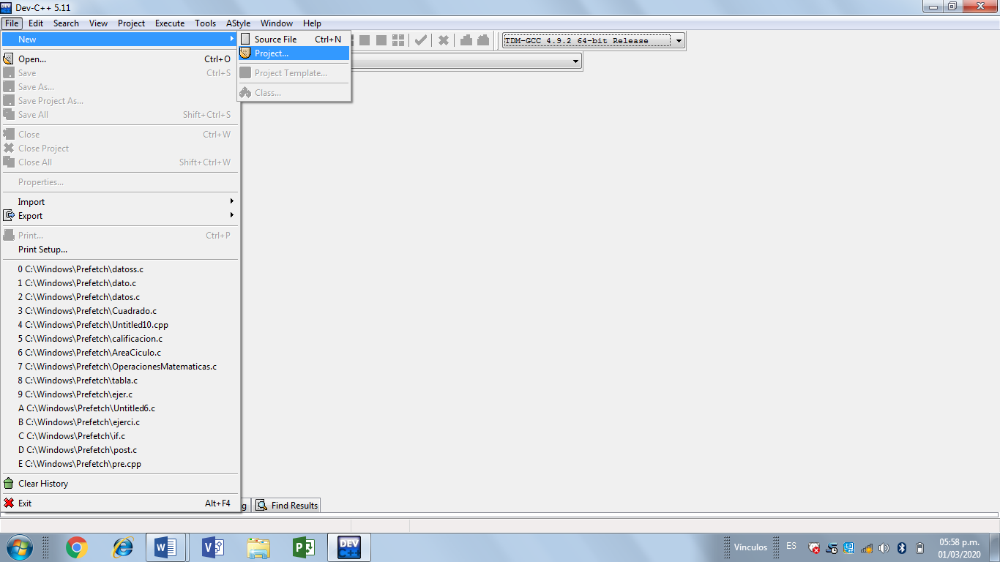 Dev-C++ 5.11
File Edit Search View Project Execute Tools AStyle Window Help
New
Source File Ctrl+N
Project...
Project Template...
Class...
TDM-GCC 4.9.2 64-bit Release
Open... Ctrl+O
Save Ctrl+S
Save As...
Save Project As...
Save All Shift+Ctrl+S
Close Ctrl+W
Close Project
Close All Shift+Ctrl+W
Properties...
Import
Export
Print... Ctrl+P
Print Setup...
0 C:\Windows\Prefetch\datoss.c
1 C:\Windows\Prefetch\dato.c
2 C:\Windows\Prefetch\datos.c
3 C:\Windows\Prefetch\Cuadrado.c
4 C:\Windows\Prefetch\Untitled10.cpp
5 C:\Windows\Prefetch\calificacion.c
6 C:\Windows\Prefetch\AreaCiculo.c
7 C:\Windows\Prefetch\OperacionesMatematicas.c
8 C:\Windows\Prefetch\tabla.c
9 C:\Windows\Prefetch\ejer.c
A C:\Windows\Prefetch\Untitled6.c
B C:\Windows\Prefetch\ejerci.c
C C:\Windows\Prefetch\if.c
D C:\Windows\Prefetch\post.c
E C:\Windows\Prefetch\pre.cpp
Clear History
Exit Alt+F4
g
Find Results
DEV C++
Vínculos
ES
05:58 p.m.
01/03/2020